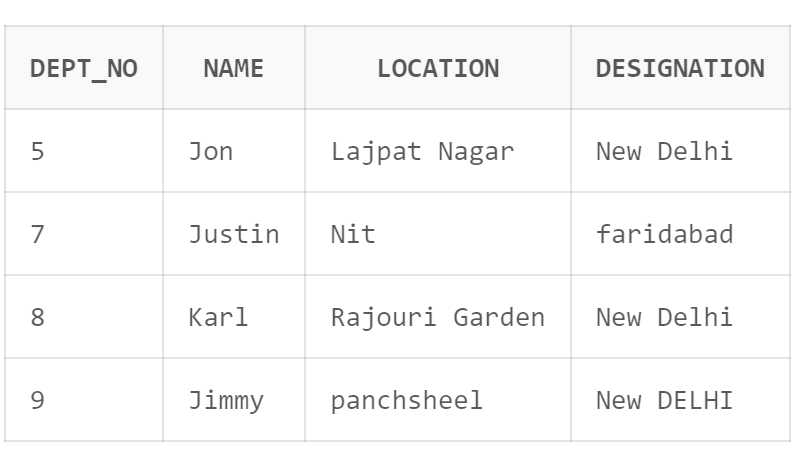 DEPT_NO NAME LOCATION DESIGNATION
5 Jon Lajpat Nagar New Delhi
7 Justin Nit faridabad
8 Karl Rajouri Garden New Delhi
9 Jimmy panchsheel New DELHI